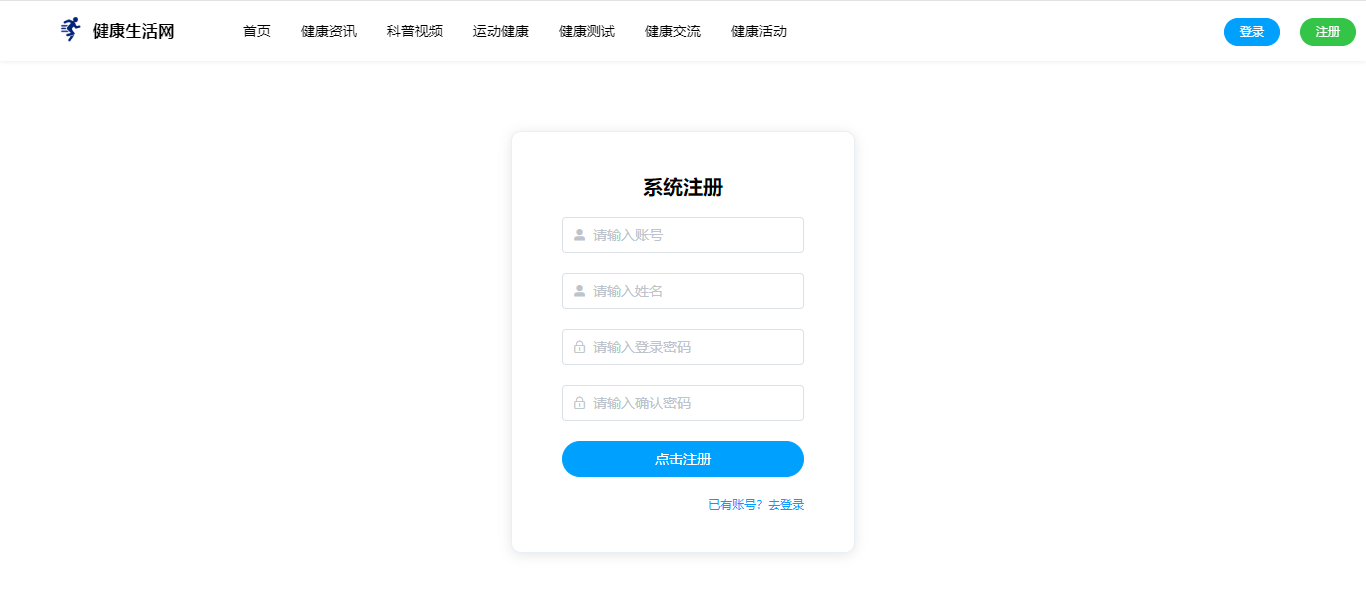 健康生活网 首页 健康资讯 科普视频 运动健康 健康测试 健康交流 健康活动 登录 注册
系统注册
请输入账号
请输入姓名
请输入登录密码
请输入确认密码
点击注册
已有账号？去登录